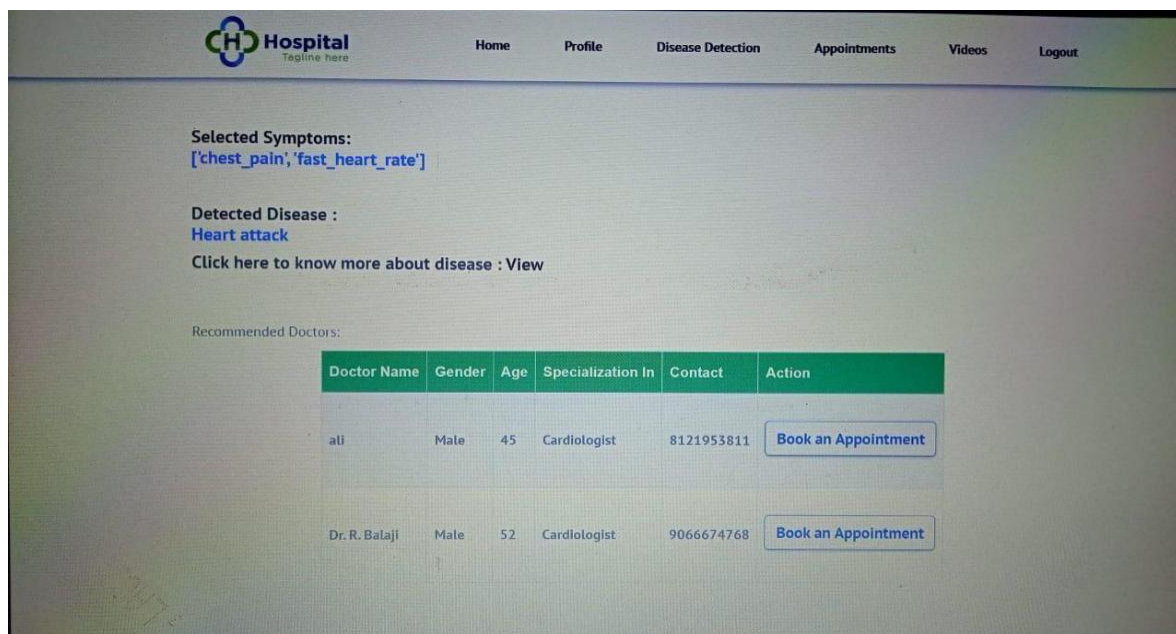 Hospital
Tagline here
Home Profile Disease Detection Appointments Videos Logout
Selected Symptoms:
['chest_pain', 'fast_heart_rate']
Detected Disease :
Heart attack
Click here to know more about disease : View
Recommended Doctors:
Doctor Name Gender Age Specialization In Contact Action
ali Male 45 Cardiologist 8121953811 Book an Appointment
Dr. R. Balaji Male 52 Cardiologist 9066674768 Book an Appointment